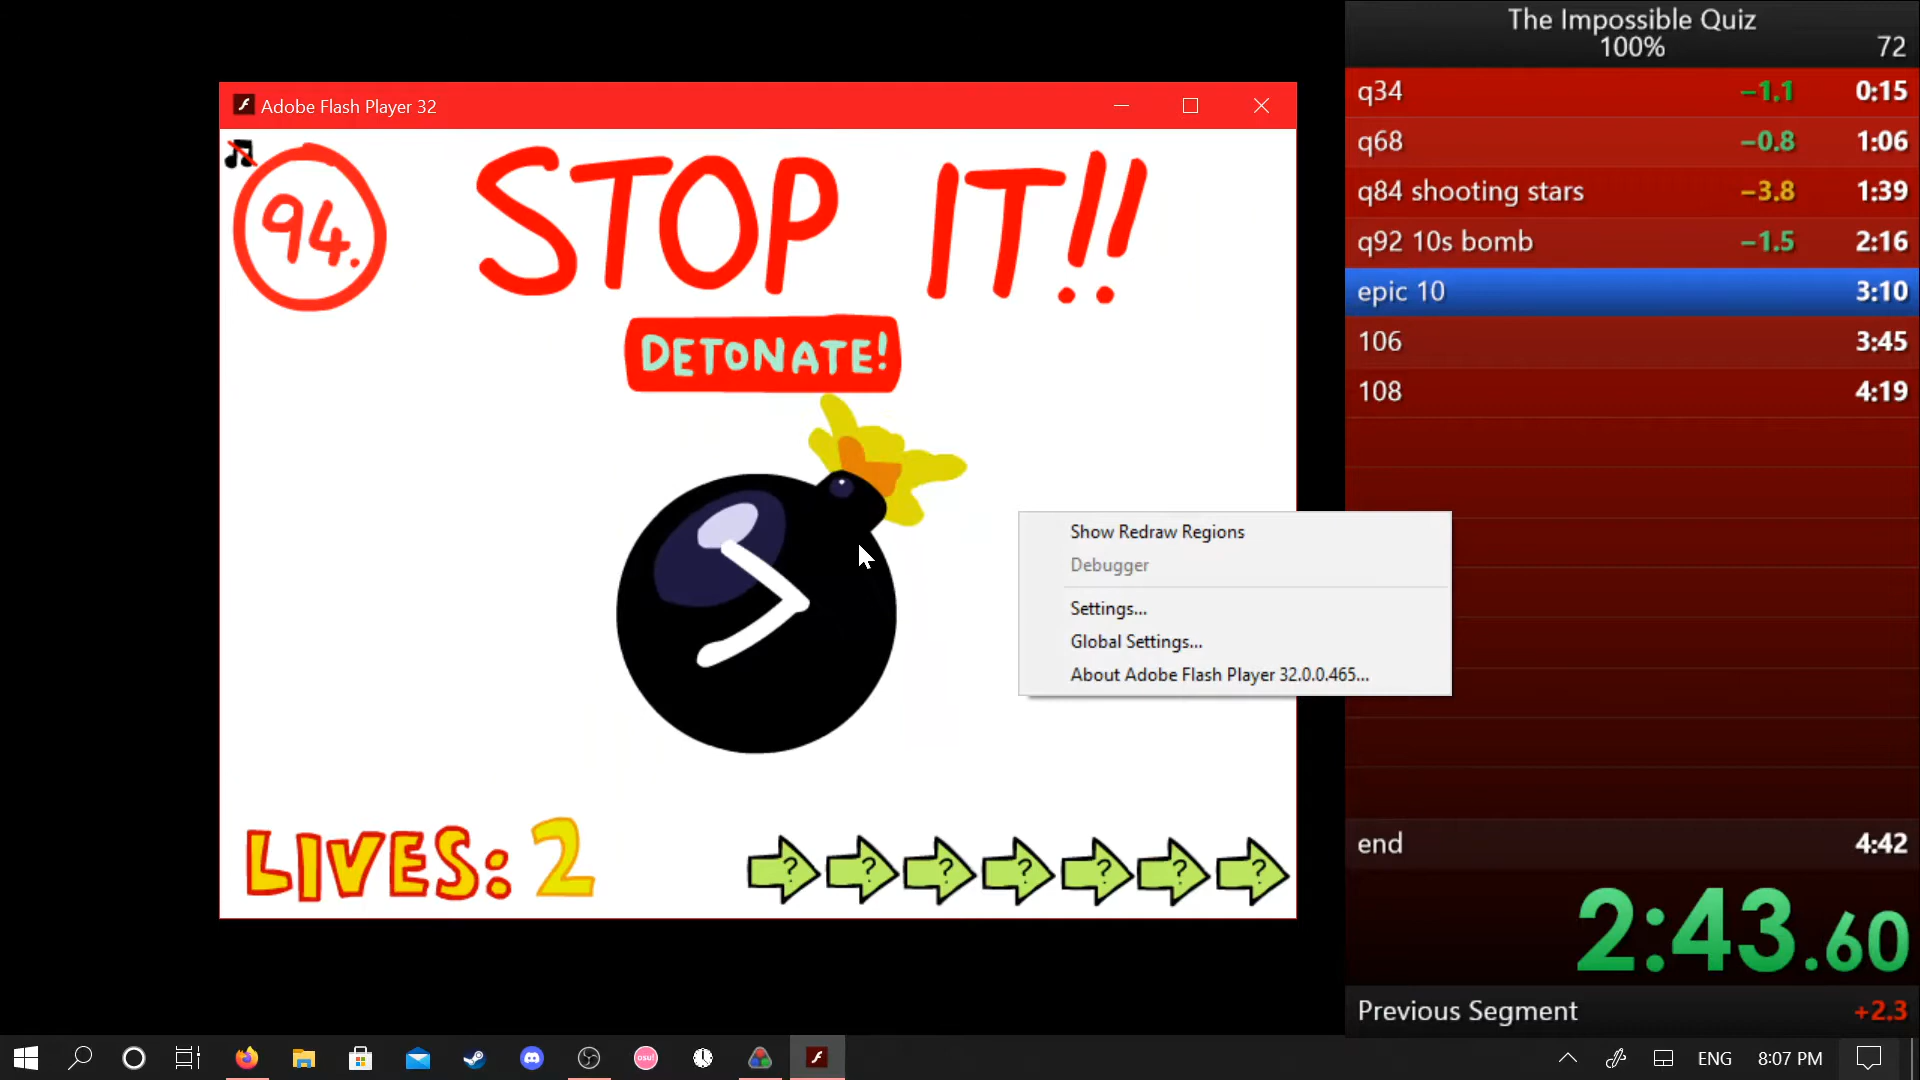 Adobe Flash Player 32
94.
STOP IT!!
DETONATE!
Show Redraw Regions
Debugger
Settings...
Global Settings...
About Adobe Flash Player 32.0.0.465...
LIVES: 2
? ? ? ? ? ? ?
The Impossible Quiz
100% 72
q34 −1.1 0:15
q68 −0.8 1:06
q84 shooting stars −3.8 1:39
q92 10s bomb −1.5 2:16
epic 10 3:10
106 3:45
108 4:19
end 4:42
2:43.60
Previous Segment +2.3
osu!
ENG 8:07 PM